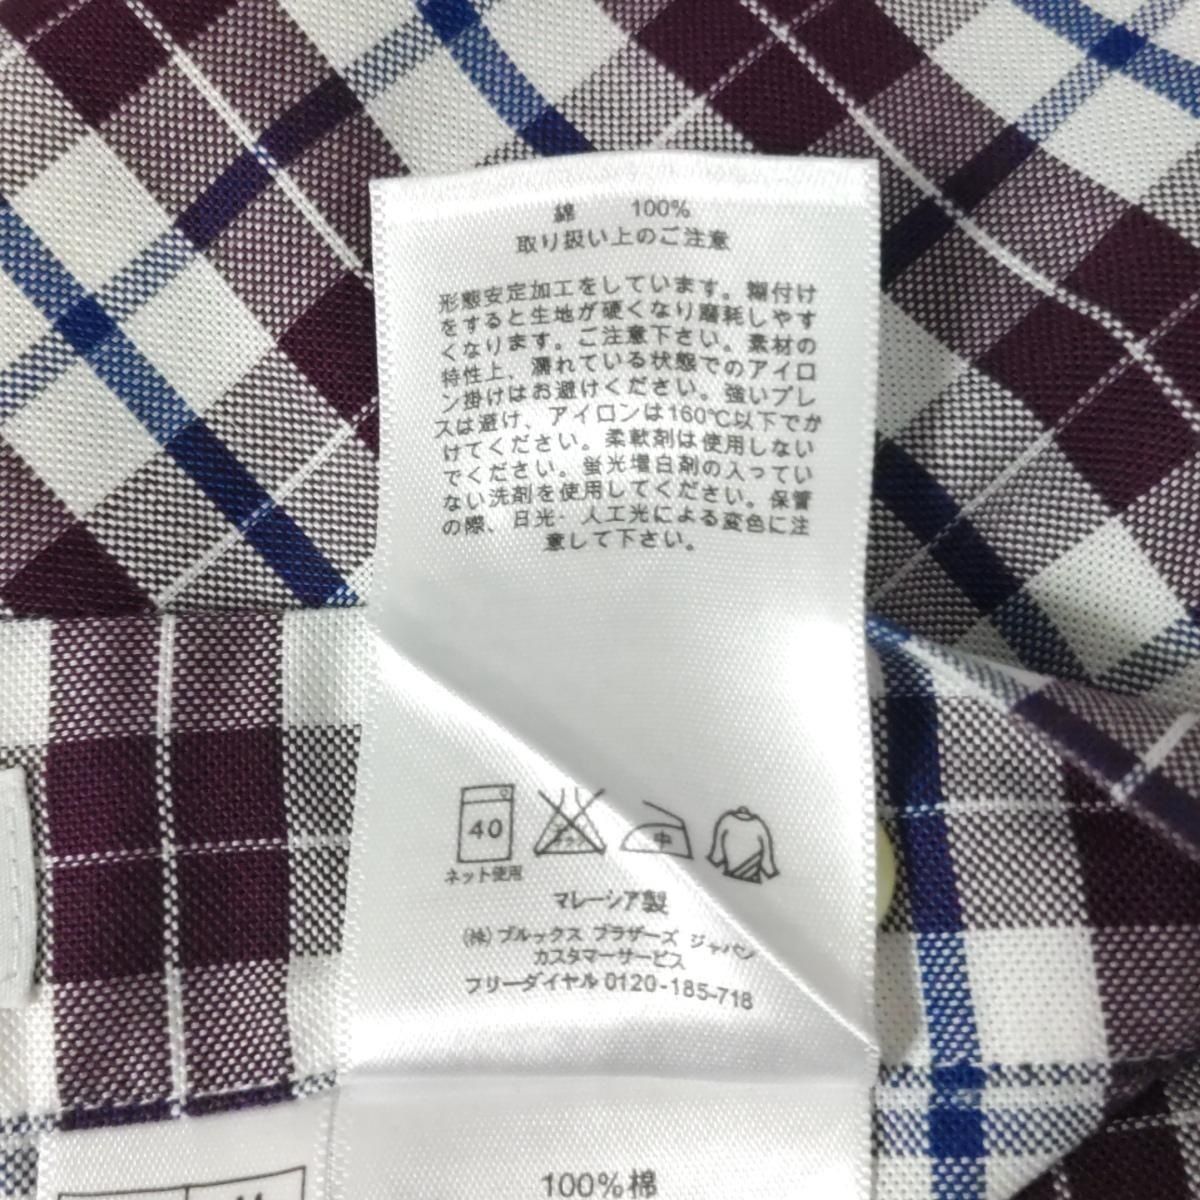 綿 100%
取り扱い上のご注意
形態安定加工をしています。糊付け
をすると生地が硬くなり磨耗しやす
くなります。ご注意下さい。素材の
特性上、濡れている状態でのアイロ
ン掛けはお避けください。強いプレ
スは避け、アイロンは160℃以下でか
けてください。柔軟剤は使用しない
でください。蛍光増白剤の入ってい
ない洗剤を使用してください。保管
の際、日光、人工光による変色に注
意して下さい。
40
中
ネット使用
マレーシア製
(株)ブルックス ブラザーズ ジャパン
カスタマーサービス
フリーダイヤル 0120-185-718
100%棉